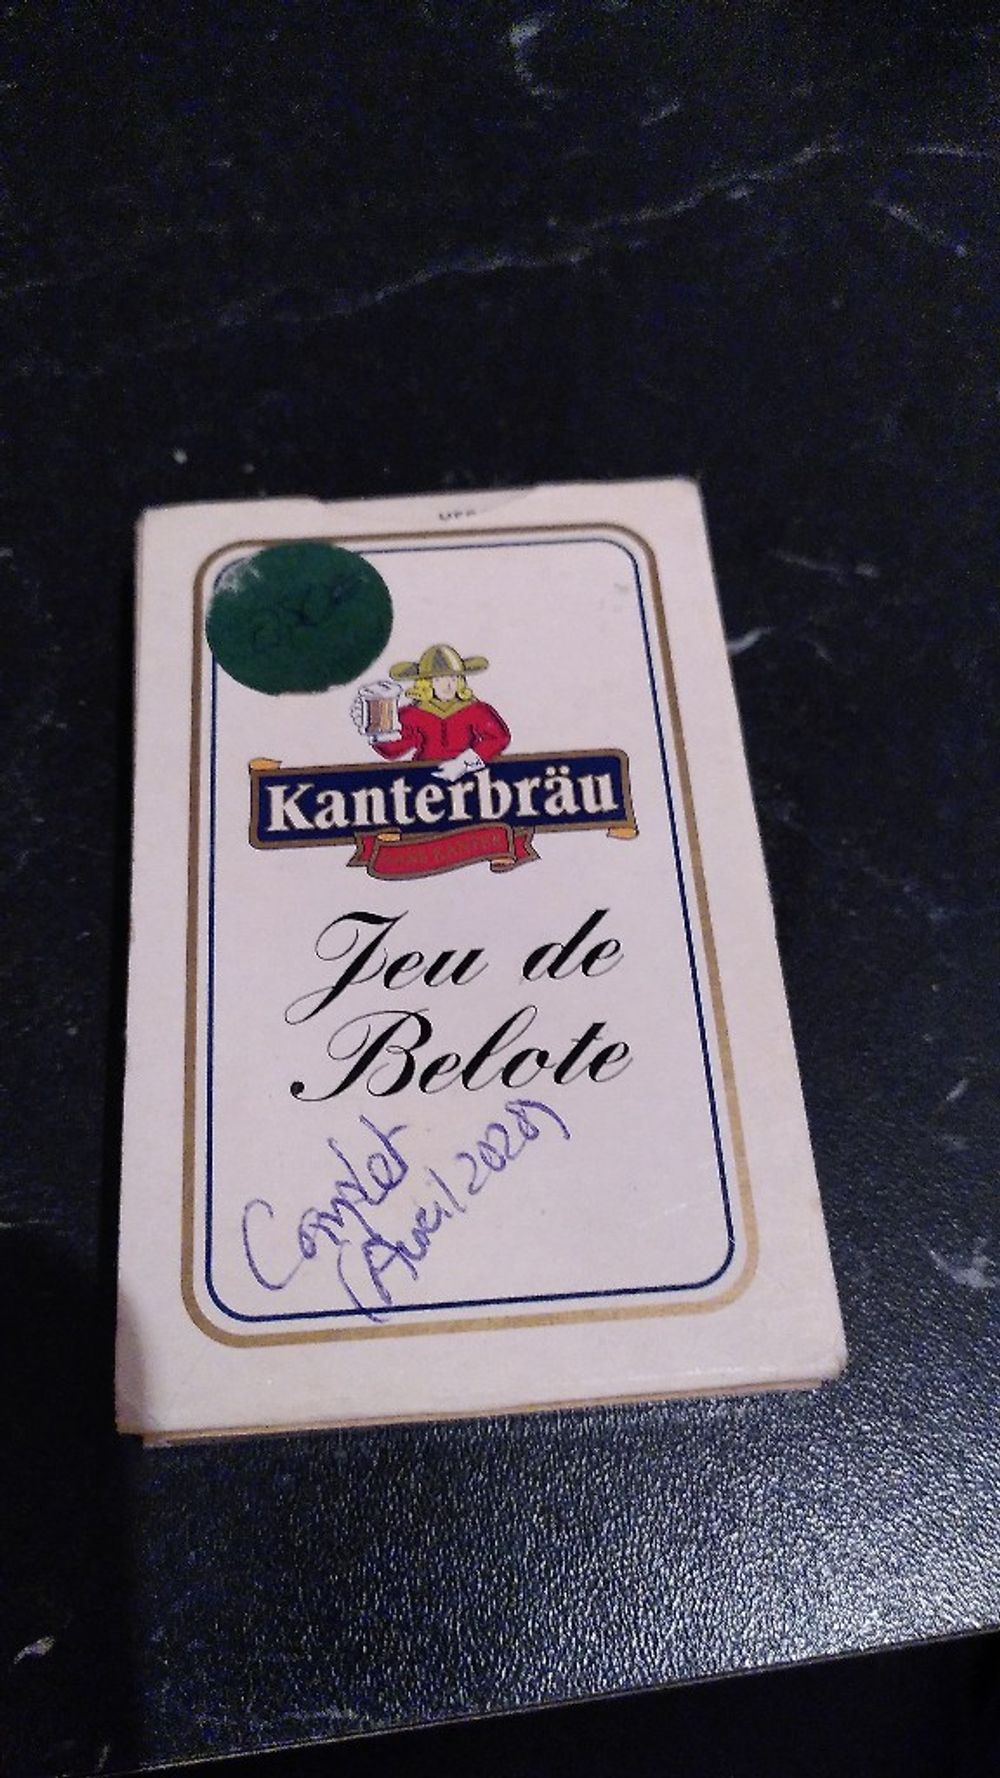 Kanterbräu
Jeu de
Belote
Complet
(Avril 2020)